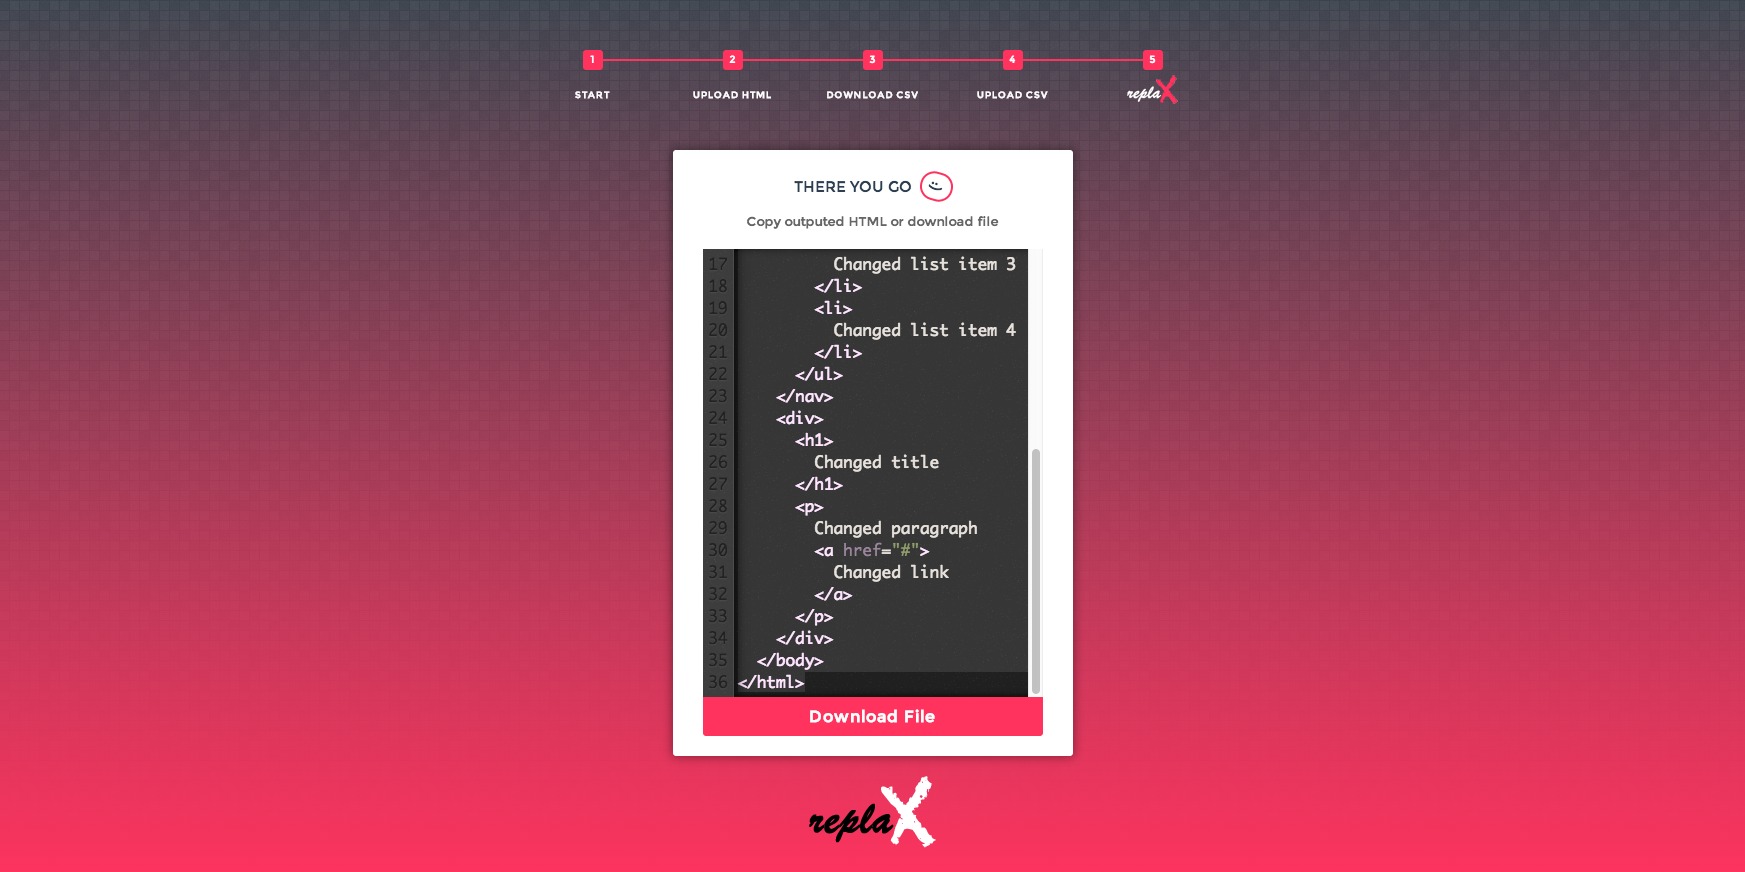 1 2 3 4 5
START UPLOAD HTML DOWNLOAD CSV UPLOAD CSV replaX
THERE YOU GO
Copy outputed HTML or download file
17 Changed list item 3
18 </li>
19 <li>
20 Changed list item 4
21 </li>
22 </ul>
23 </nav>
24 <div>
25 <h1>
26 Changed title
27 </h1>
28 <p>
29 Changed paragraph
30 <a href="#">
31 Changed link
32 </a>
33 </p>
34 </div>
35 </body>
36 </html>
Download File
replaX